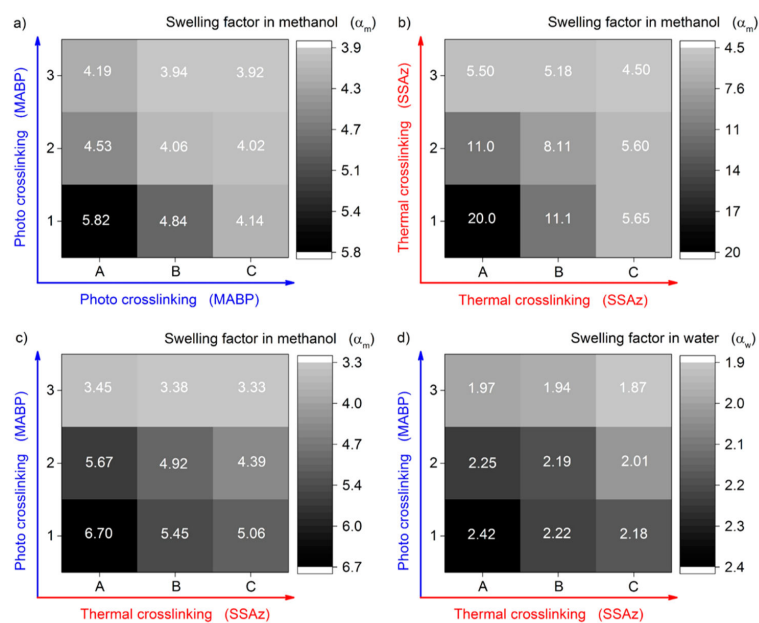 a) Swelling factor in methanol (αm)
3 4.19 3.94 3.92
2 4.53 4.06 4.02
1 5.82 4.84 4.14
A B C
Photo crosslinking (MABP)
Photo crosslinking (MABP)
3.9
4.3
4.7
5.1
5.4
5.8
b) Swelling factor in methanol (αm)
3 5.50 5.18 4.50
2 11.0 8.11 5.60
1 20.0 11.1 5.65
A B C
Thermal crosslinking (SSAz)
Thermal crosslinking (SSAz)
4.5
7.6
11
14
17
20
c) Swelling factor in methanol (αm)
3 3.45 3.38 3.33
2 5.67 4.92 4.39
1 6.70 5.45 5.06
A B C
Photo crosslinking (MABP)
Thermal crosslinking (SSAz)
3.3
4.0
4.7
5.4
6.0
6.7
d) Swelling factor in water (αw)
3 1.97 1.94 1.87
2 2.25 2.19 2.01
1 2.42 2.22 2.18
A B C
Photo crosslinking (MABP)
Thermal crosslinking (SSAz)
1.9
2.0
2.1
2.2
2.3
2.4